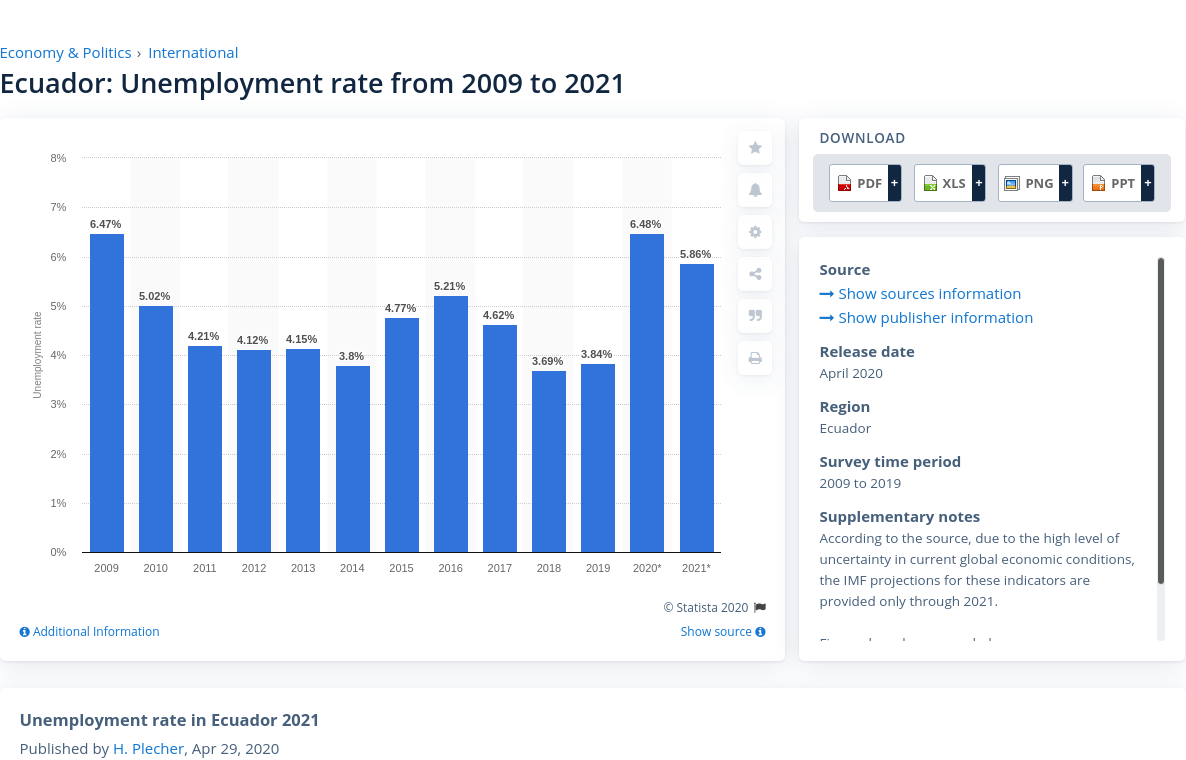 Economy & Politics › International
Ecuador: Unemployment rate from 2009 to 2021
8%
7%
6%
5%
4%
3%
2%
1%
0%
Unemployment rate
6.47%
5.02%
4.21%
4.12%
4.15%
3.8%
4.77%
5.21%
4.62%
3.69%
3.84%
6.48%
5.86%
2009 2010 2011 2012 2013 2014 2015 2016 2017 2018 2019 2020* 2021*
© Statista 2020
Additional Information
Show source
DOWNLOAD
PDF + XLS + PNG + PPT +
Source
Show sources information
Show publisher information
Release date
April 2020
Region
Ecuador
Survey time period
2009 to 2019
Supplementary notes
According to the source, due to the high level of
uncertainty in current global economic conditions,
the IMF projections for these indicators are
provided only through 2021.
Unemployment rate in Ecuador 2021
Published by H. Plecher, Apr 29, 2020